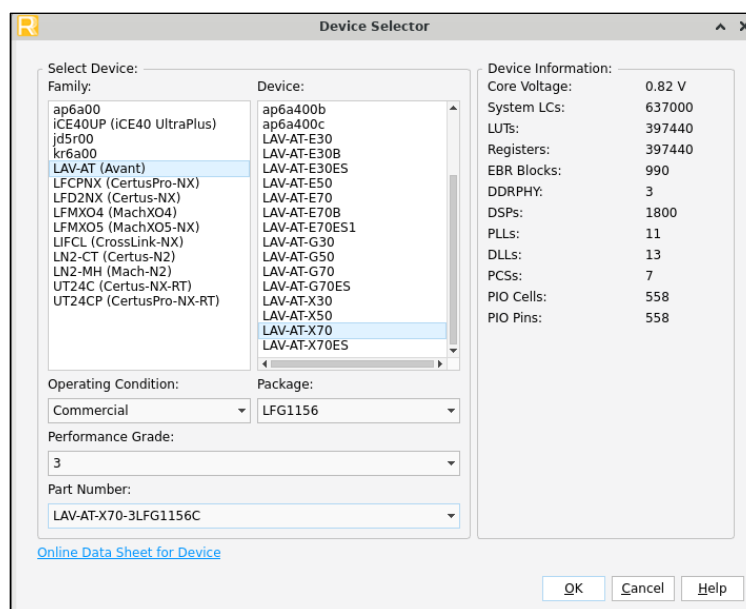 R
Device Selector
Select Device:
Family:
ap6a00
iCE40UP (iCE40 UltraPlus)
jd5r00
kr6a00
LAV-AT (Avant)
LFCPNX (CertusPro-NX)
LFD2NX (Certus-NX)
LFMXO4 (MachXO4)
LFMXO5 (MachXO5-NX)
LIFCL (CrossLink-NX)
LN2-CT (Certus-N2)
LN2-MH (Mach-N2)
UT24C (Certus-NX-RT)
UT24CP (CertusPro-NX-RT)
Device:
ap6a400b
ap6a400c
LAV-AT-E30
LAV-AT-E30B
LAV-AT-E30ES
LAV-AT-E50
LAV-AT-E70
LAV-AT-E70B
LAV-AT-E70ES1
LAV-AT-G30
LAV-AT-G50
LAV-AT-G70
LAV-AT-G70ES
LAV-AT-X30
LAV-AT-X50
LAV-AT-X70
LAV-AT-X70ES
Operating Condition:
Commercial
Package:
LFG1156
Performance Grade:
3
Part Number:
LAV-AT-X70-3LFG1156C
Device Information:
Core Voltage: 0.82 V
System LCs: 637000
LUTs: 397440
Registers: 397440
EBR Blocks: 990
DDRPHY: 3
DSPs: 1800
PLLs: 11
DLLs: 13
PCSs: 7
PIO Cells: 558
PIO Pins: 558
Online Data Sheet for Device
OK Cancel Help